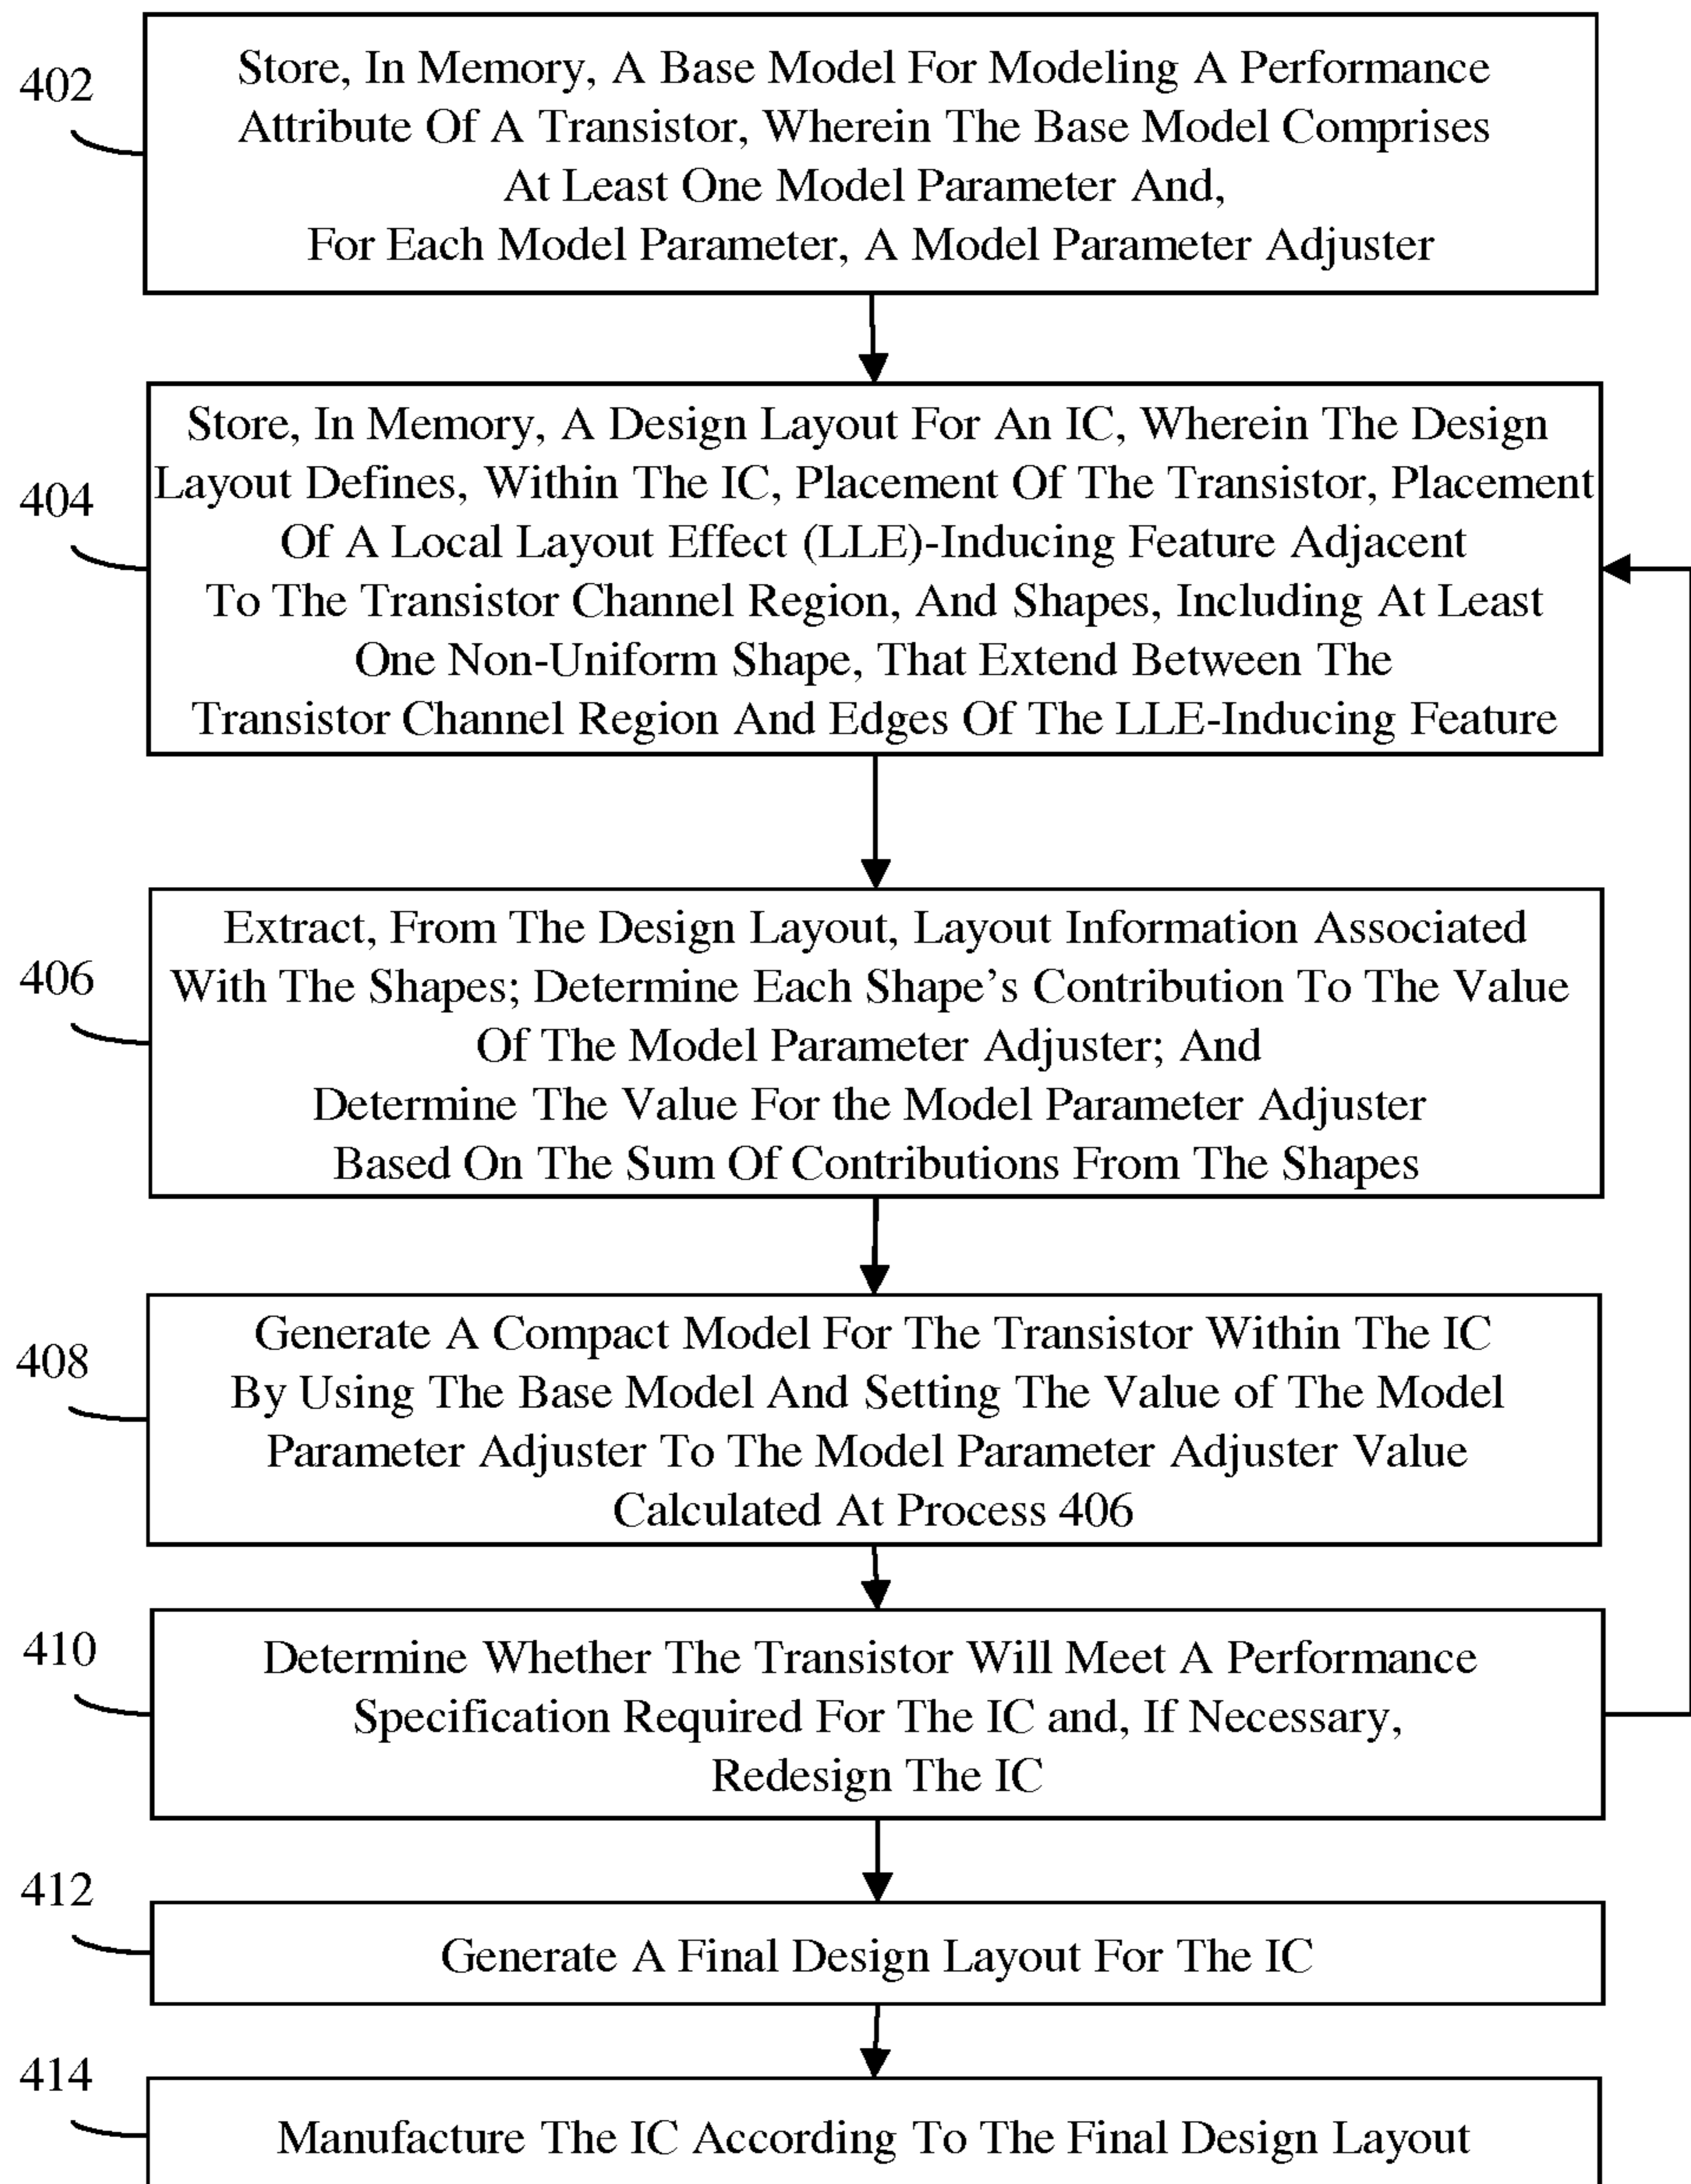 402
Store, In Memory, A Base Model For Modeling A Performance
Attribute Of A Transistor, Wherein The Base Model Comprises
At Least One Model Parameter And,
For Each Model Parameter, A Model Parameter Adjuster
404
Store, In Memory, A Design Layout For An IC, Wherein The Design
Layout Defines, Within The IC, Placement Of The Transistor, Placement
Of A Local Layout Effect (LLE)-Inducing Feature Adjacent
To The Transistor Channel Region, And Shapes, Including At Least
One Non-Uniform Shape, That Extend Between The
Transistor Channel Region And Edges Of The LLE-Inducing Feature
406
Extract, From The Design Layout, Layout Information Associated
With The Shapes; Determine Each Shape's Contribution To The Value
Of The Model Parameter Adjuster; And
Determine The Value For the Model Parameter Adjuster
Based On The Sum Of Contributions From The Shapes
408
Generate A Compact Model For The Transistor Within The IC
By Using The Base Model And Setting The Value of The Model
Parameter Adjuster To The Model Parameter Adjuster Value
Calculated At Process 406
410
Determine Whether The Transistor Will Meet A Performance
Specification Required For The IC and, If Necessary,
Redesign The IC
412
Generate A Final Design Layout For The IC
414
Manufacture The IC According To The Final Design Layout